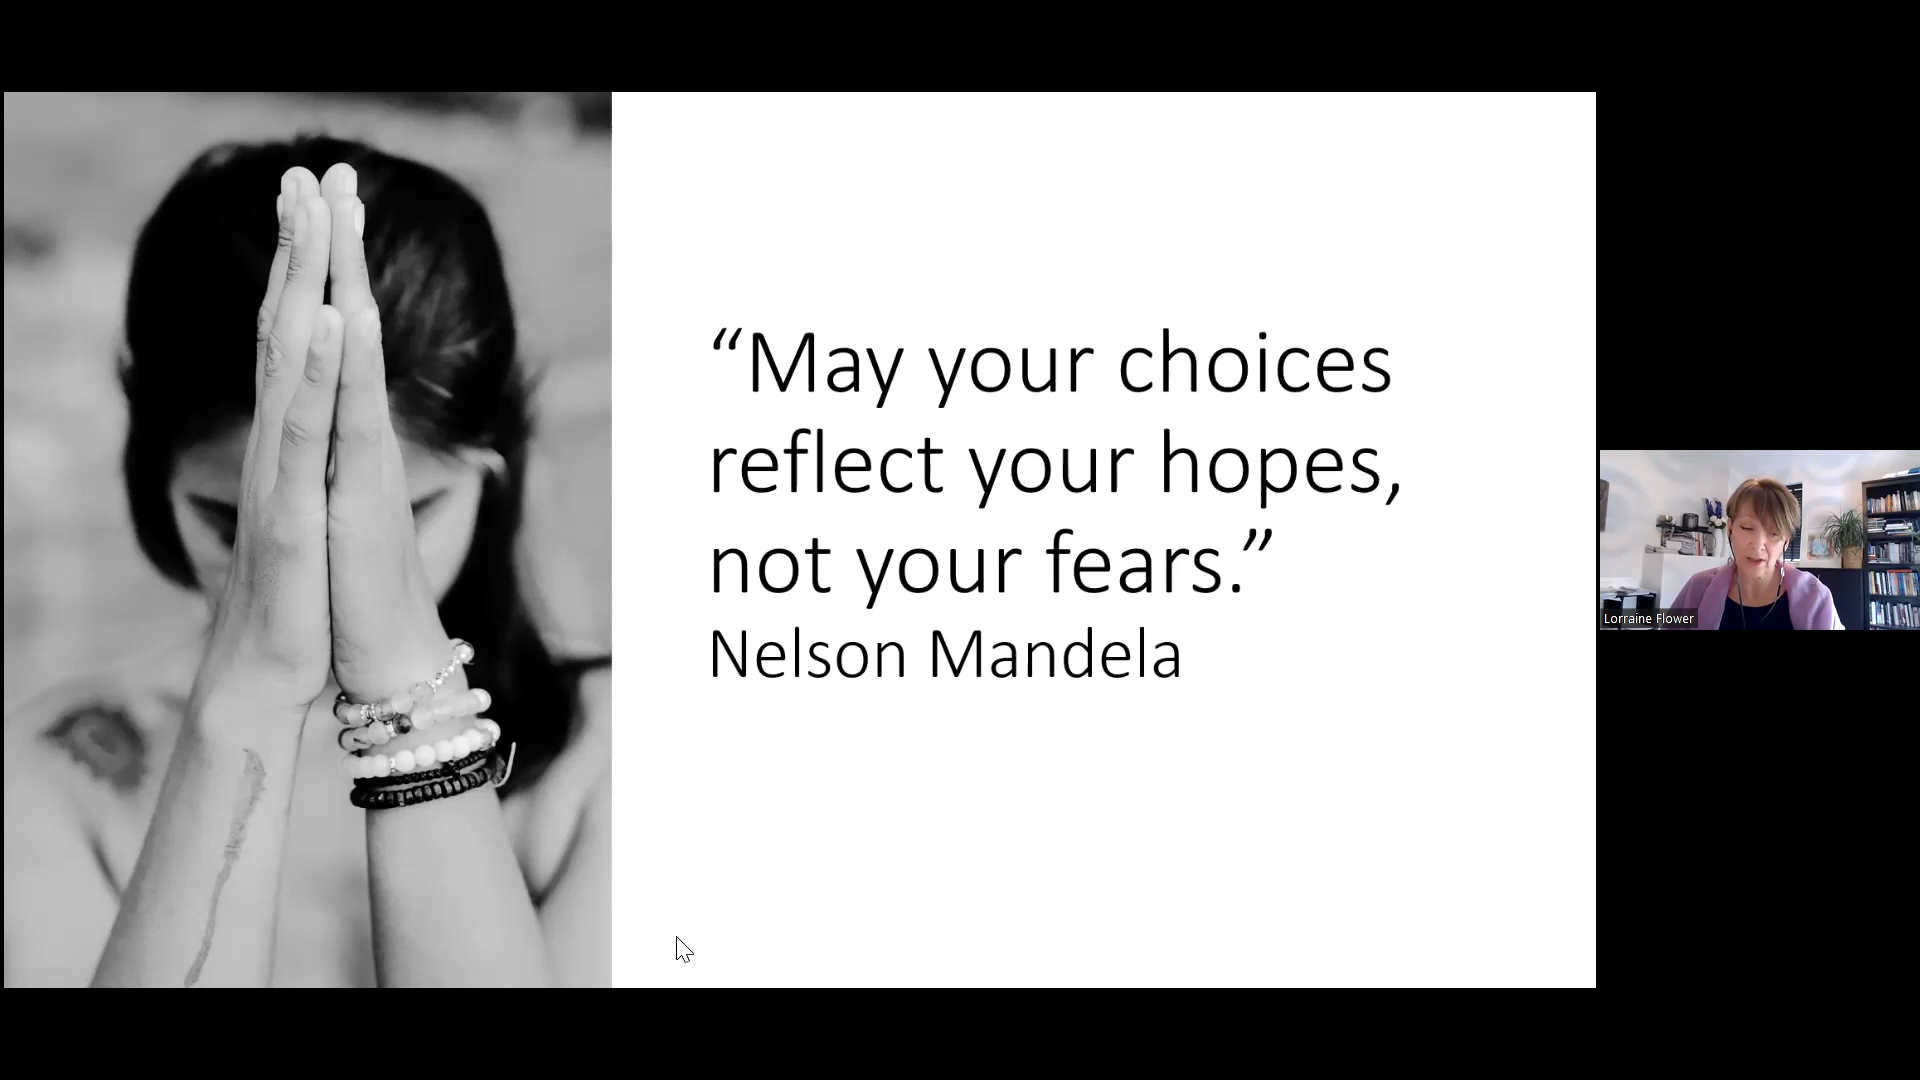 “May your choices
reflect your hopes,
not your fears.”
Nelson Mandela
Lorraine Flower